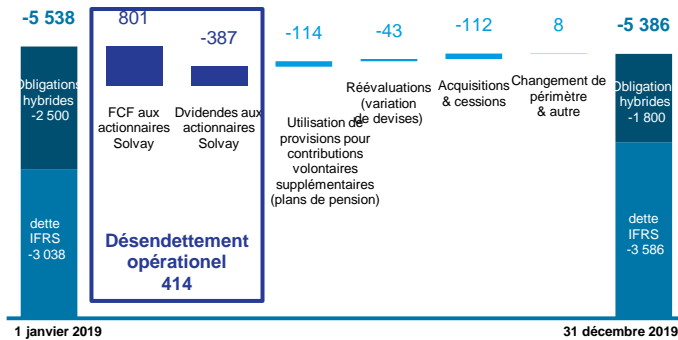 -5 538
801
-387
-114
-43
-112
8
-5 386
Obligations
hybrides
-2 500
FCF aux
actionnaires
Solvay
Dvidendes aux
actionnaires
Solvay
Utilisation de
provisions pour
contributions
volontaires
supplémentaires
(plans de pension)
Réévaluations
(variation
de devises)
Acquisitions
& cessions
Changement de
périmètre
& autre
Obligations
hybrides
-1 800
dette
IFRS
-3 038
Désendettement
opérationel
414
dette
IFRS
-3 586
1 janvier 2019
31 décembre 2019